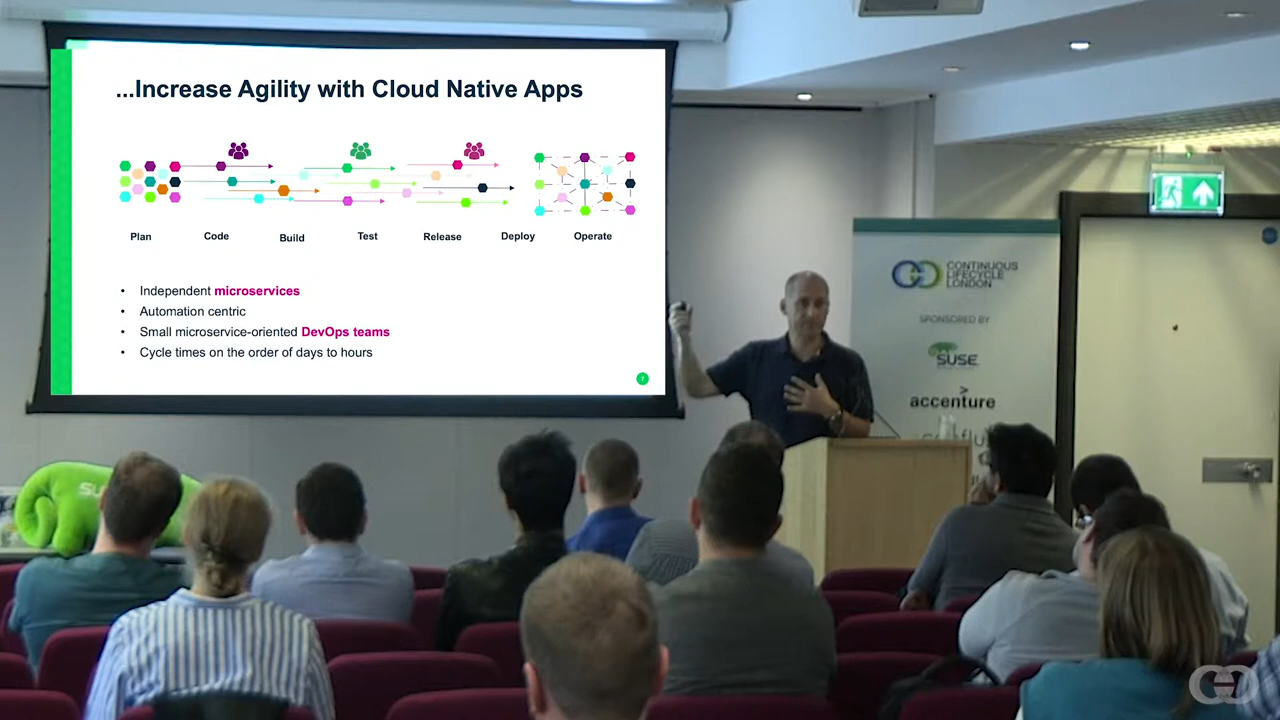 ...Increase Agility with Cloud Native Apps
Plan Code Build Test Release Deploy Operate
• Independent microservices
• Automation centric
• Small microservice-oriented DevOps teams
• Cycle times on the order of days to hours
7
CONTINUOUS
LIFECYCLE
LONDON
SPONSORED BY
SUSE
accenture
SU